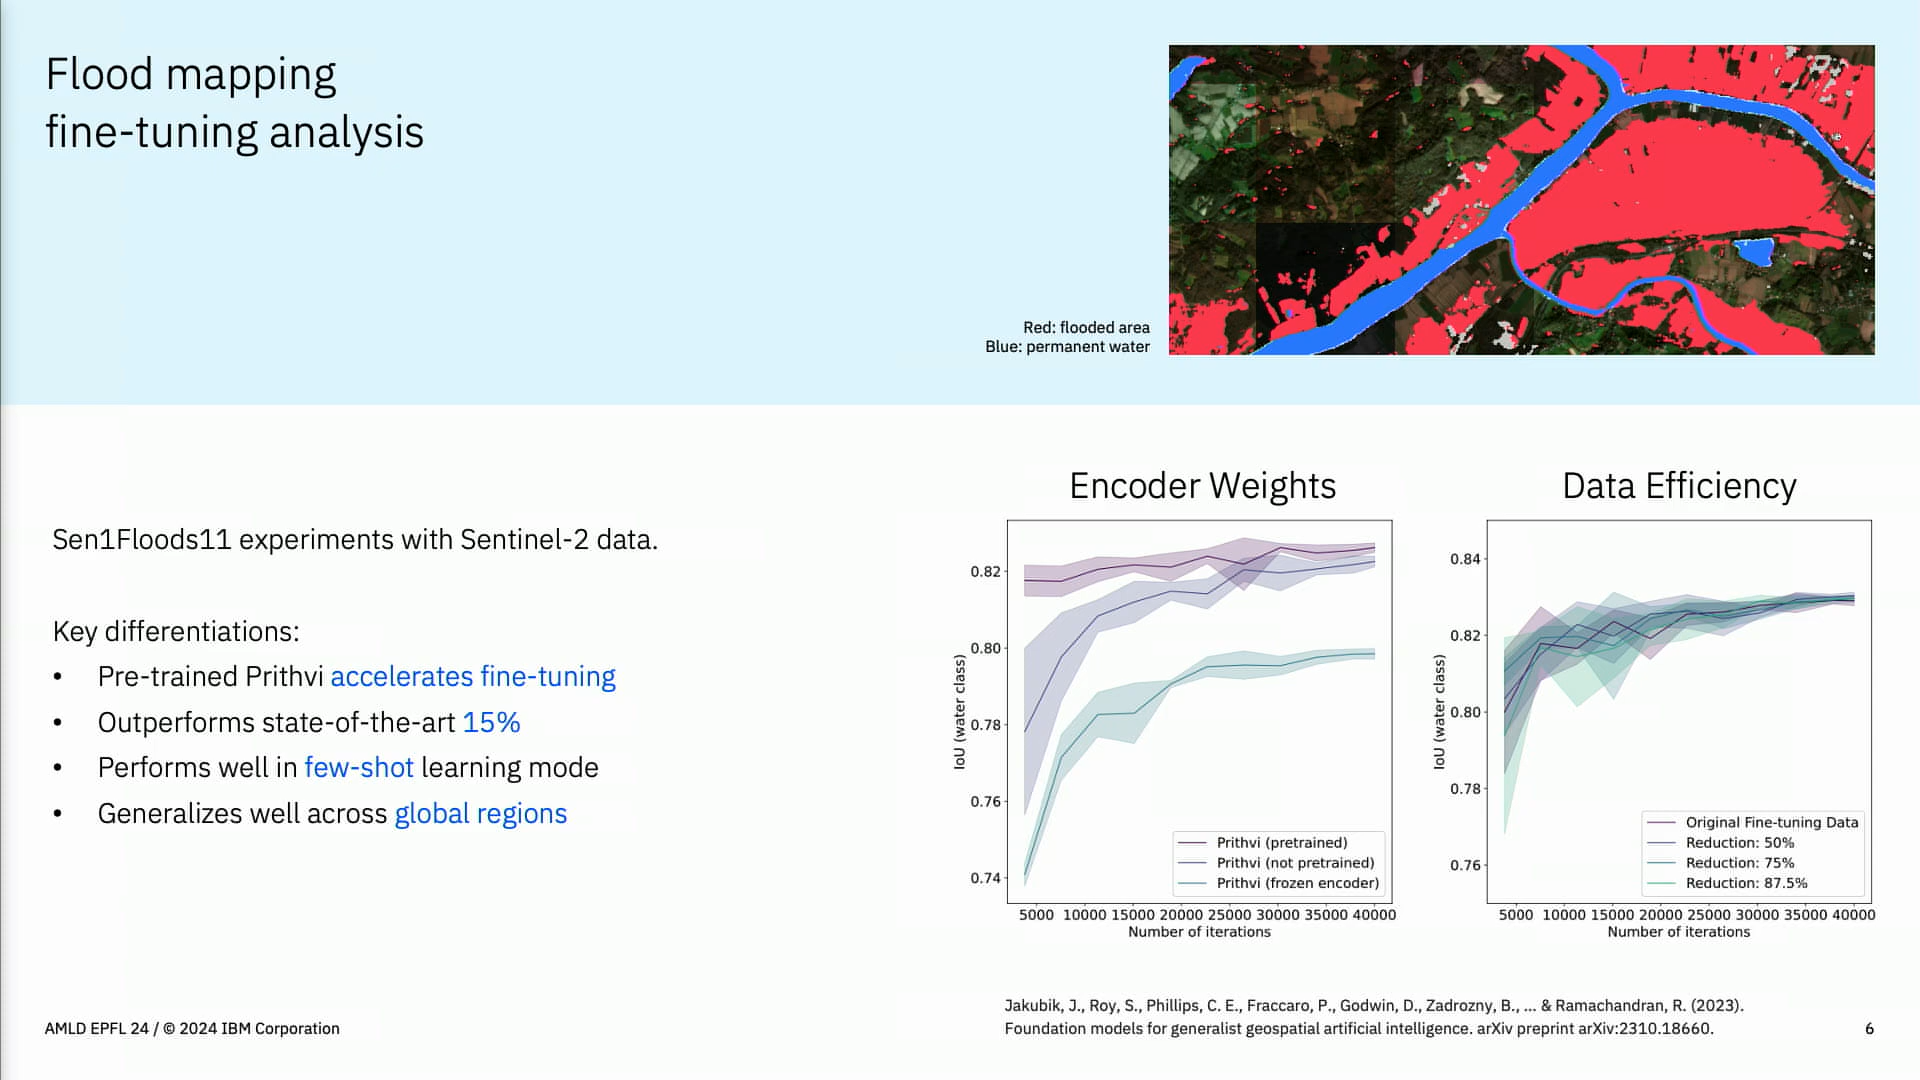 Flood mapping
fine-tuning analysis
Red: flooded area
Blue: permanent water
Sen1Floods11 experiments with Sentinel-2 data.
Key differentiations:
• Pre-trained Prithvi accelerates fine-tuning
• Outperforms state-of-the-art 15%
• Performs well in few-shot learning mode
• Generalizes well across global regions
Encoder Weights
0.82
0.80
0.78
0.76
0.74
IoU (water class)
Prithvi (pretrained)
Prithvi (not pretrained)
Prithvi (frozen encoder)
5000 10000 15000 20000 25000 30000 35000 40000
Number of iterations
Data Efficiency
0.84
0.82
0.80
0.78
0.76
IoU (water class)
Original Fine-tuning Data
Reduction: 50%
Reduction: 75%
Reduction: 87.5%
5000 10000 15000 20000 25000 30000 35000 40000
Number of iterations
Jakubik, J., Roy, S., Phillips, C. E., Fraccaro, P., Godwin, D., Zadrozny, B., ... & Ramachandran, R. (2023).
Foundation models for generalist geospatial artificial intelligence. arXiv preprint arXiv:2310.18660.
AMLD EPFL 24 / © 2024 IBM Corporation
6